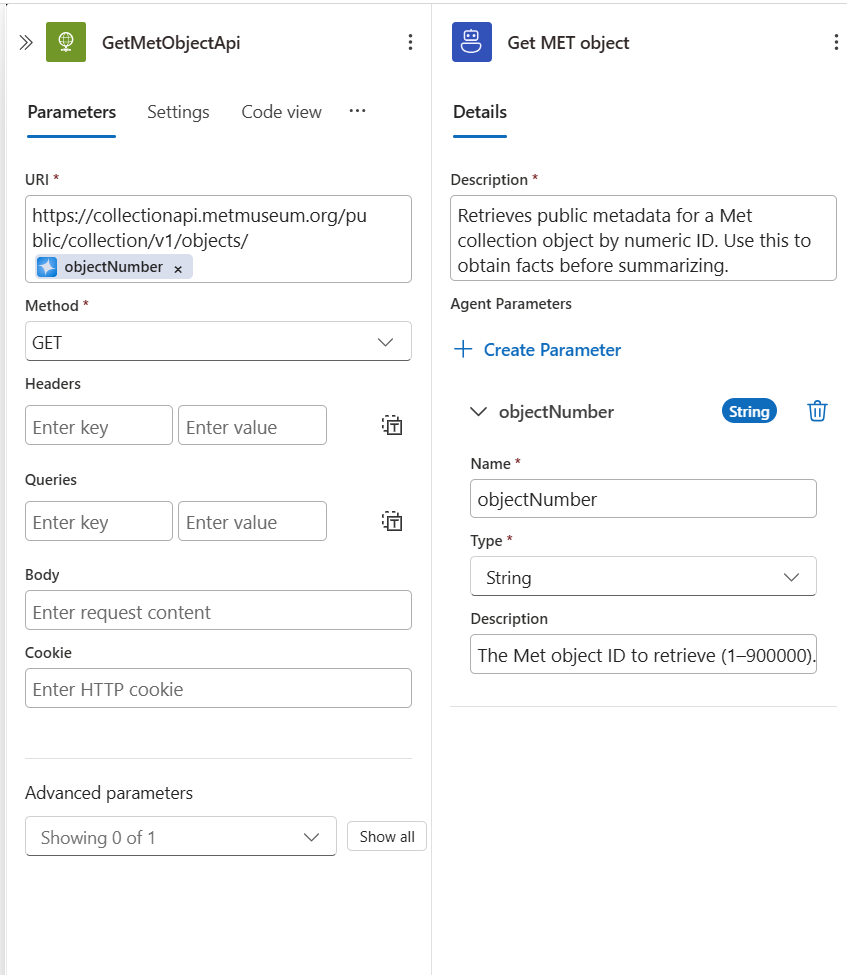 GetMetObjectApi
Parameters
Settings
Code view
URI *
https://collectionapi.metmuseum.org/pu
blic/collection/v1/objects/
objectNumber ×
Method *
GET
Headers
Enter key
Enter value
Queries
Enter key
Enter value
Body
Enter request content
Cookie
Enter HTTP cookie
Advanced parameters
Showing 0 of 1
Show all
Get MET object
Details
Description *
Retrieves public metadata for a Met
collection object by numeric ID. Use this to
obtain facts before summarizing.
Agent Parameters
Create Parameter
objectNumber
String
Name *
objectNumber
Type *
String
Description
The Met object ID to retrieve (1–900000).